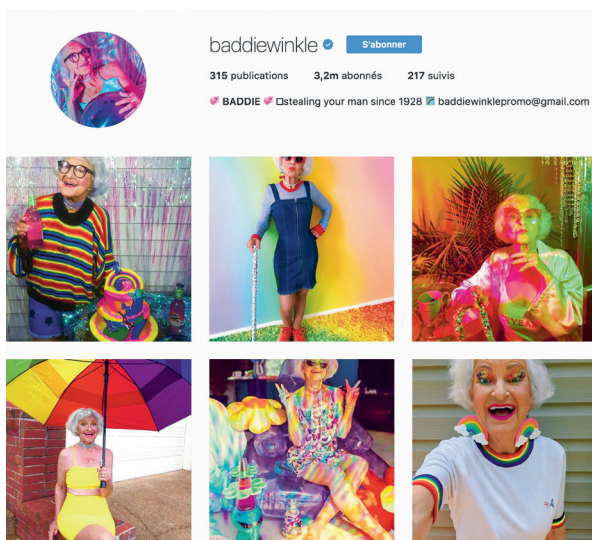 baddiewinkle S'abonner
315 publications 3,2m abonnés 217 suivis
💞 BADDIE 💞 □stealing your man since 1928 baddiewinklepromo@gmail.com